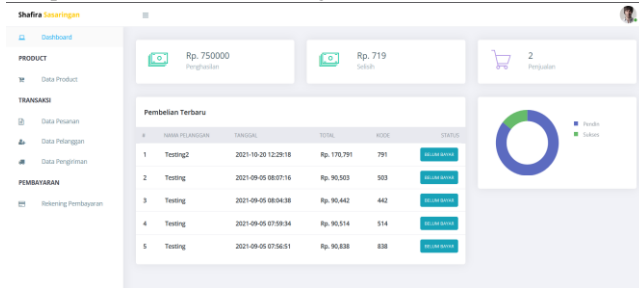 Shafira Sasaringan
Dashboard
PRODUCT
Data Product
TRANSAKSI
Data Pesanan
Data Pelanggan
Data Pengiriman
PEMBAYARAN
Rekening Pembayaran
Rp. 750000
Penghasilan
Rp. 719
Selisih
2
Penjualan
Pembelian Terbaru
# NAMA PELANGGAN TANGGAL TOTAL KODE STATUS
1 Testing2 2021-10-20 12:29:18 Rp. 170,791 791 BELUM BAYAR
2 Testing 2021-09-05 08:07:16 Rp. 90,503 503 BELUM BAYAR
3 Testing 2021-09-05 08:04:38 Rp. 90,442 442 BELUM BAYAR
4 Testing 2021-09-05 07:59:34 Rp. 90,514 514 BELUM BAYAR
5 Testing 2021-09-05 07:56:51 Rp. 90,838 838 BELUM BAYAR
Pendin
Sukses